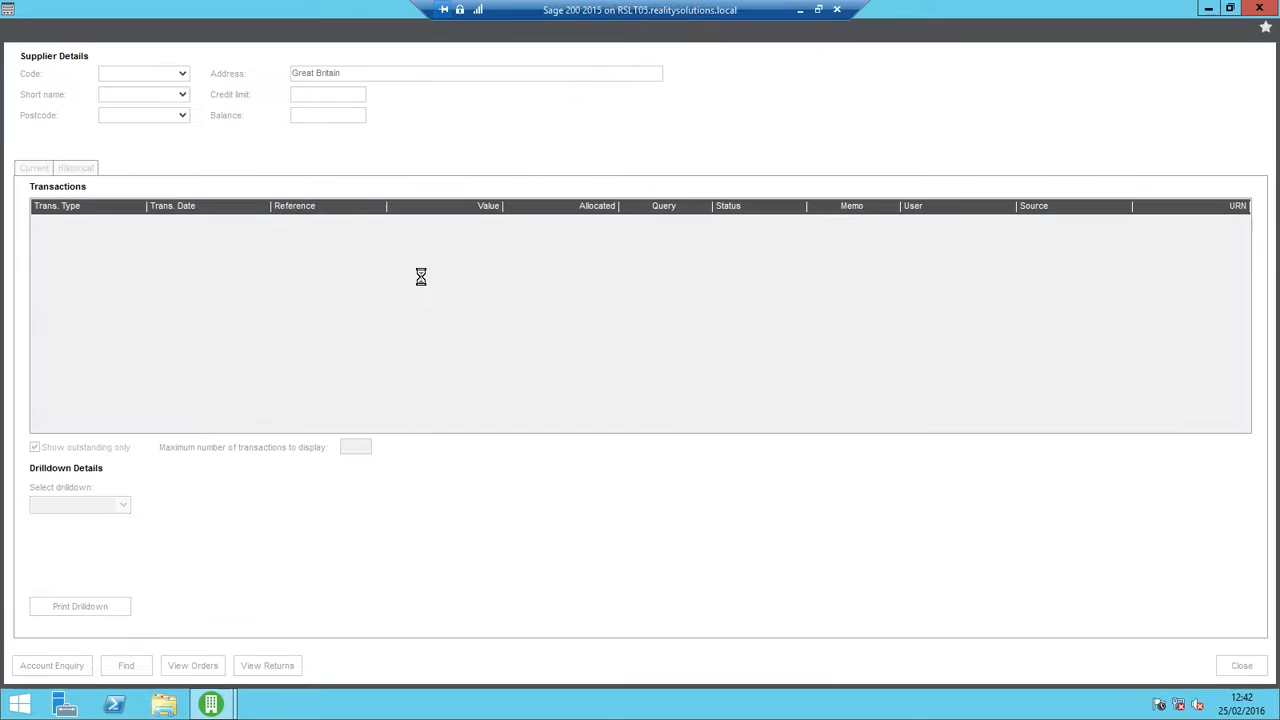 Sage 200 2015 on RSLT05.realitysolutions.local
Supplier Details
Code:
Address:
Great Britain
Short name:
Credit limit:
Postcode:
Balance:
Current
Historical
Transactions
Trans. Type
Trans. Date
Reference
Value
Allocated
Query
Status
Memo
User
Source
URN
Show outstanding only
Maximum number of transactions to display:
Drilldown Details
Select drilldown:
Print Drilldown
Account Enquiry
Find
View Orders
View Returns
Close
12:42
25/02/2016